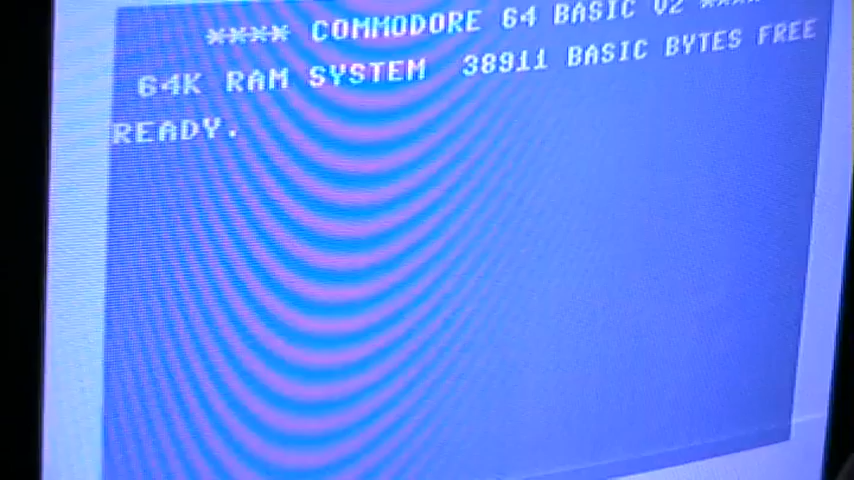 **** COMMODORE 64 BASIC V2 ****
64K RAM SYSTEM 38911 BASIC BYTES FREE
READY.